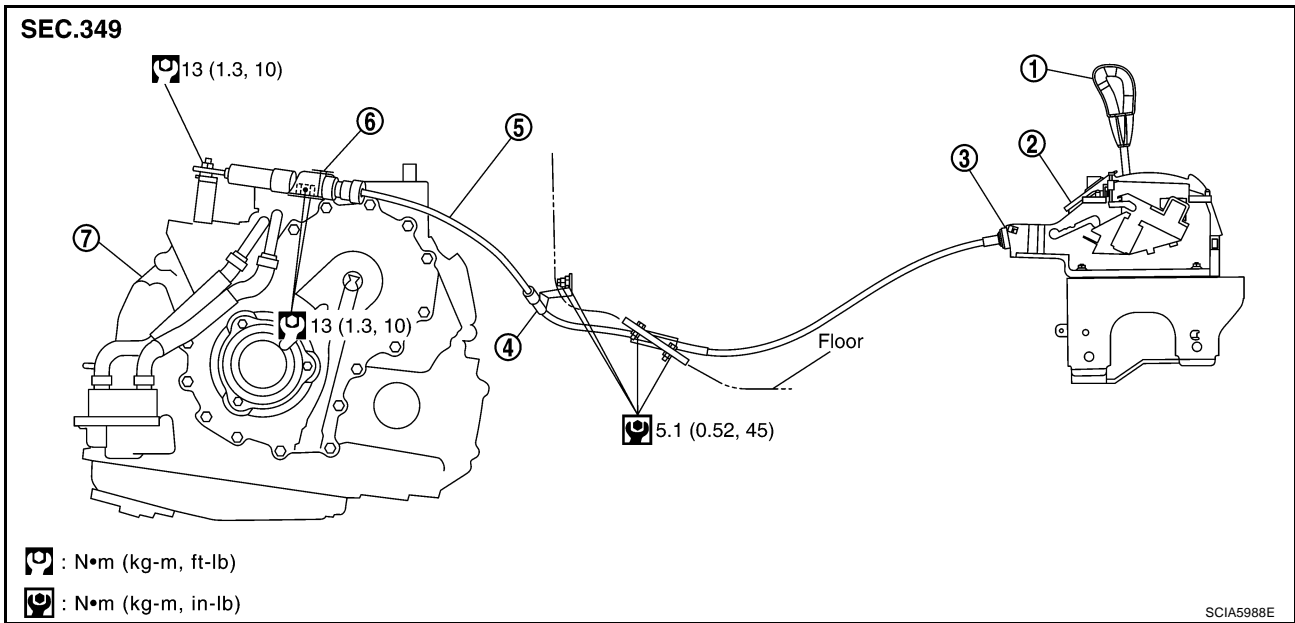 SEC.349
13 (1.3, 10)
1
6
5
2
3
7
13 (1.3, 10)
4
Floor
5.1 (0.52, 45)
: N•m (kg-m, ft-lb)
: N•m (kg-m, in-lb)
SCIA5988E